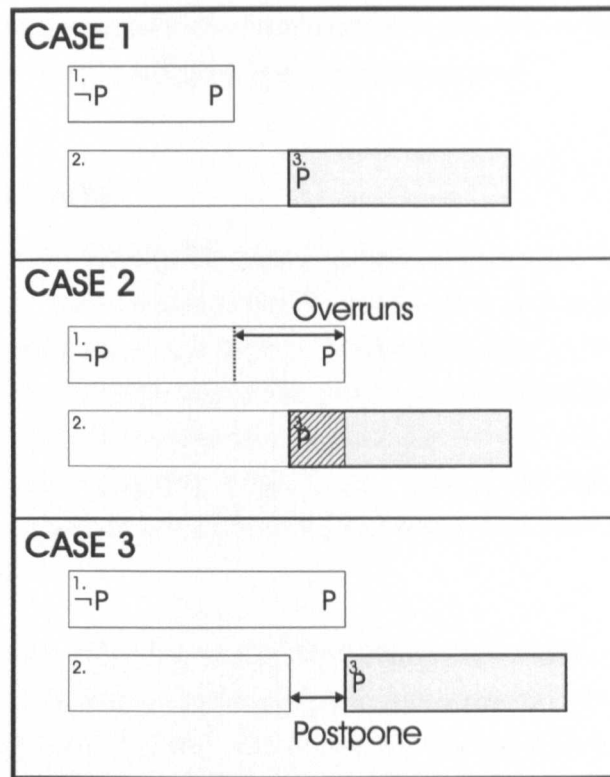 CASE 1
1.
¬P P
2. 3.
P
CASE 2
Overruns
1.
¬P P
2. 3.
P
CASE 3
1.
¬P P
2. 3.
P
Postpone